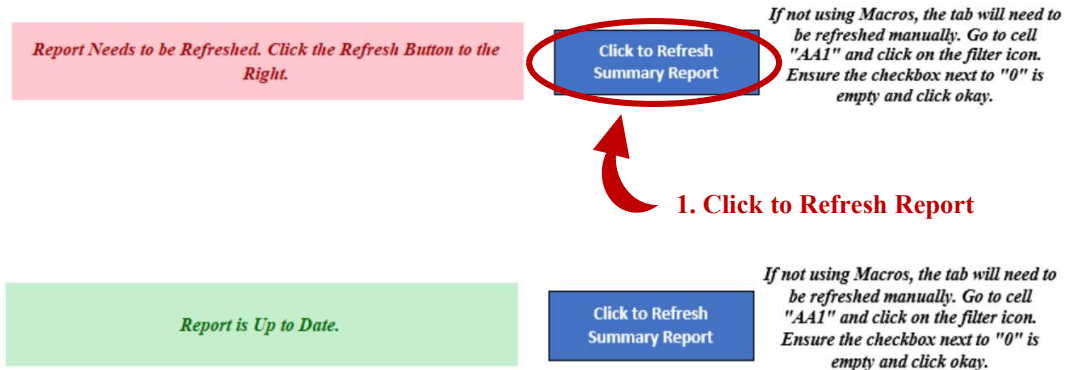 Report Needs to be Refreshed. Click the Refresh Button to the
Right.
Click to Refresh
Summary Report
If not using Macros, the tab will need to
be refreshed manually. Go to cell
"AA1" and click on the filter icon.
Ensure the checkbox next to "0" is
empty and click okay.
1. Click to Refresh Report
Report is Up to Date.
Click to Refresh
Summary Report
If not using Macros, the tab will need to
be refreshed manually. Go to cell
"AA1" and click on the filter icon.
Ensure the checkbox next to "0" is
empty and click okay.